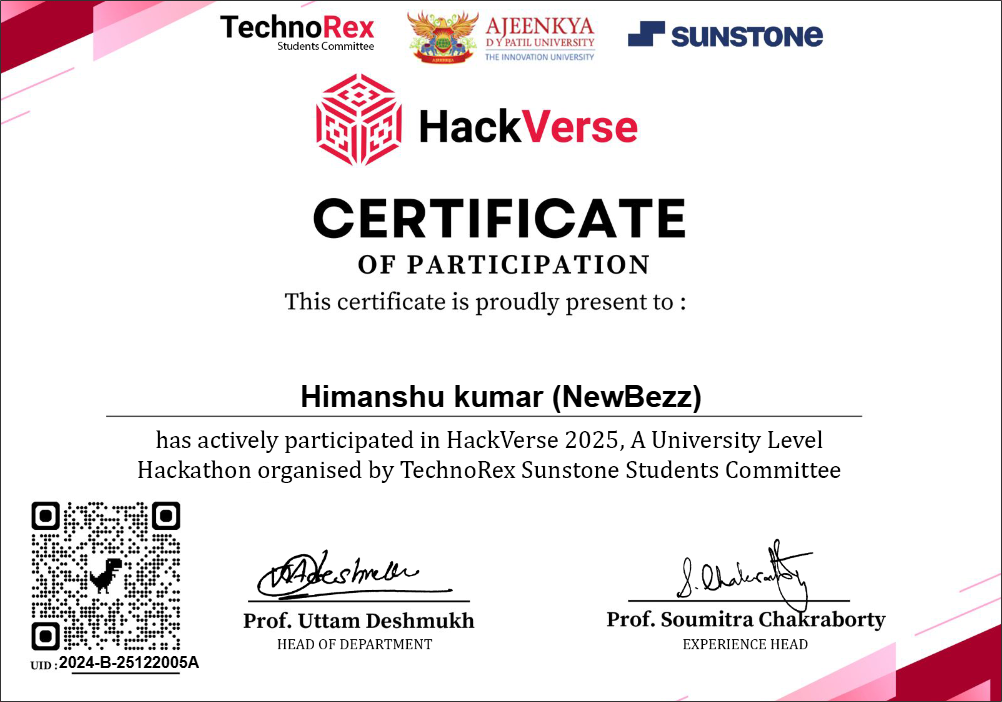 TechnoRex
Students Committee
AJEENKYA
D Y PATIL UNIVERSITY
THE INNOVATION UNIVERSITY
AJEENKYA
SUNSTONE
HackVerse
CERTIFICATE
OF PARTICIPATION
This certificate is proudly present to :
Himanshu kumar (NewBezz)
has actively participated in HackVerse 2025, A University Level
Hackathon organised by TechnoRex Sunstone Students Committee
S. Chakraborty
Prof. Uttam Deshmukh
HEAD OF DEPARTMENT
Prof. Soumitra Chakraborty
EXPERIENCE HEAD
UID : 2024-B-25122005A